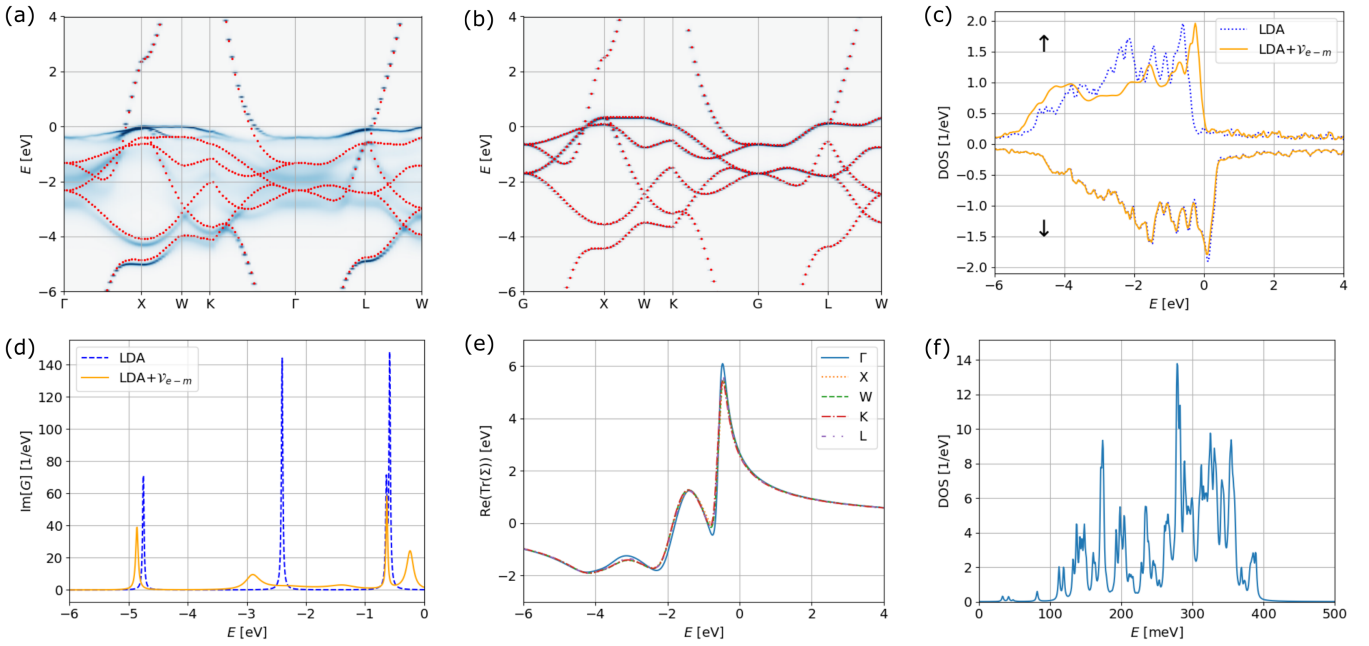 (a)
4
2
0
−2
−4
−6
E [eV]
Γ X W K Γ L W
(b)
4
2
0
−2
−4
−6
E [eV]
G X W K G L W
(c)
2.0
1.5
1.0
0.5
0.0
−0.5
−1.0
−1.5
−2.0
DOS [1/eV]
↑
↓
LDA
LDA+𝒱e−m
−6 −4 −2 0 2 4
E [eV]
(d)
140
120
100
80
60
40
20
0
Im[G] [1/eV]
LDA
LDA+𝒱e−m
−6 −5 −4 −3 −2 −1 0
E [eV]
(e)
6
4
2
0
−2
Re(Tr(Σ)) [eV]
Γ
X
W
K
L
−6 −4 −2 0 2 4
E [eV]
(f)
14
12
10
8
6
4
2
0
DOS [1/eV]
0 100 200 300 400 500
E [meV]